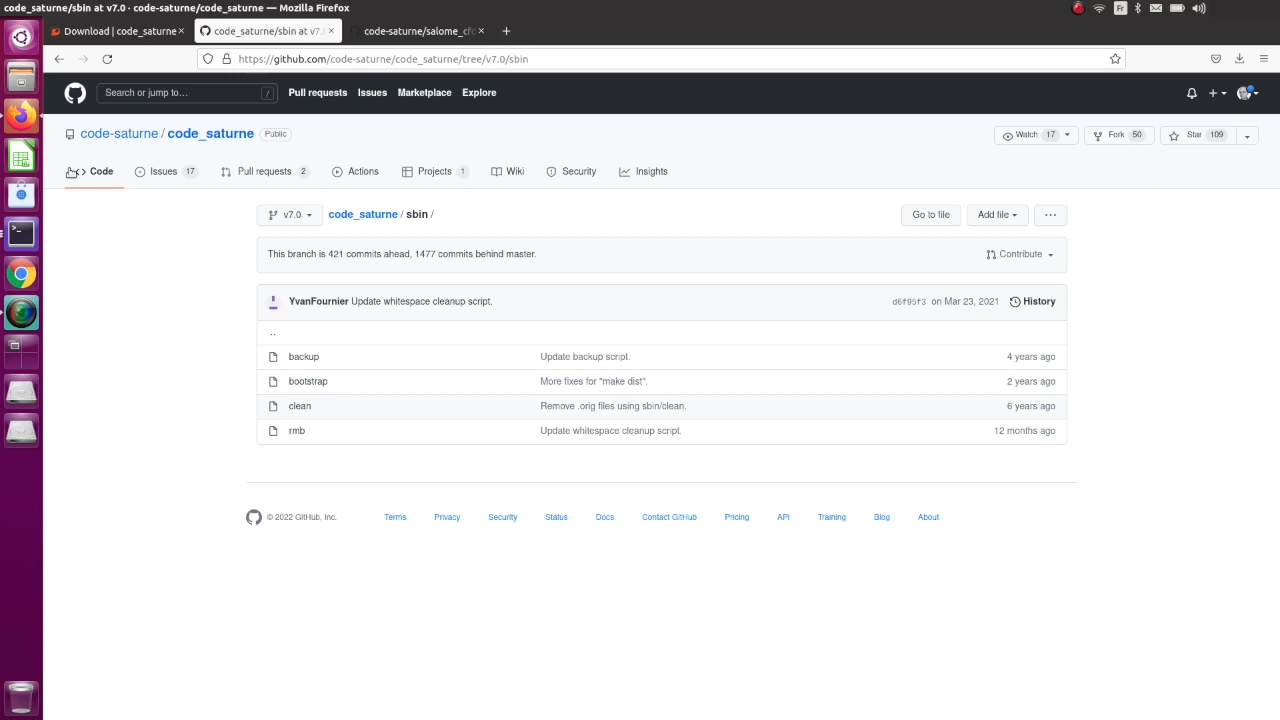 code_saturne/sbin at v7.0 · code-saturne/code_saturne — Mozilla Firefox
Fr
Download | code_saturne
code_saturne/sbin at v7.
code-saturne/salome_cf
https://github.com/code-saturne/code_saturne/tree/v7.0/sbin
Search or jump to…
/
Pull requests
Issues
Marketplace
Explore
code-saturne / code_saturne
Public
Watch 17
Fork 50
Star 109
Code
Issues 17
Pull requests 2
Actions
Projects 1
Wiki
Security
Insights
v7.0
code_saturne / sbin /
Go to file
Add file
···
This branch is 421 commits ahead, 1477 commits behind master.
Contribute
YvanFournier Update whitespace cleanup script.
d6f95f3 on Mar 23, 2021
History
..
backup
Update backup script.
4 years ago
bootstrap
More fixes for "make dist".
2 years ago
clean
Remove .orig files using sbin/clean.
6 years ago
rmb
Update whitespace cleanup script.
12 months ago
© 2022 GitHub, Inc.
Terms
Privacy
Security
Status
Docs
Contact GitHub
Pricing
API
Training
Blog
About